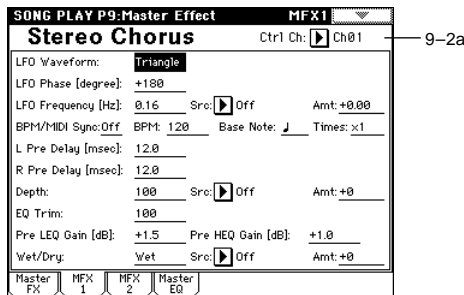 SONG PLAY P9:Master Effect MFX1
Stereo Chorus Ctrl Ch: Ch01 9–2a
LFO Waveform: Triangle
LFO Phase [degree]: +180
LFO Frequency [Hz]: 0.16 Src: Off Amt: +0.00
BPM/MIDI Sync: Off BPM: 120 Base Note: ♩ Times: x1
L Pre Delay [msec]: 12.0
R Pre Delay [msec]: 12.0
Depth: 100 Src: Off Amt: +0
EQ Trim: 100
Pre LEQ Gain [dB]: +1.5 Pre HEQ Gain [dB]: +1.0
Wet/Dry: Wet Src: Off Amt: +0
Master FX MFX 1 MFX 2 Master EQ